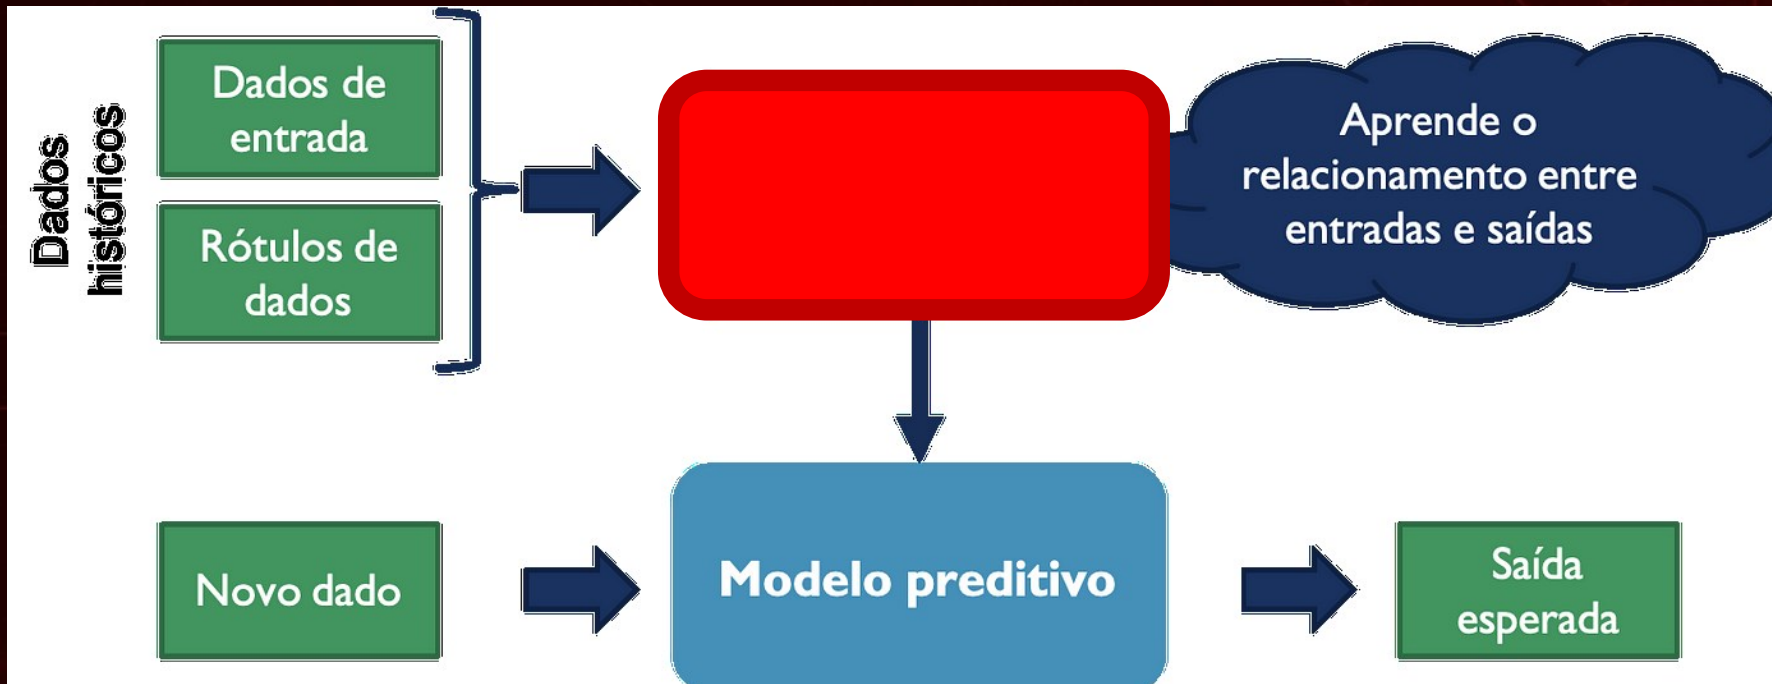 Dados
históricos
Dados de
entrada
Rótulos de
dados
Aprende o
relacionamento entre
entradas e saídas
Novo dado
Modelo preditivo
Saída
esperada